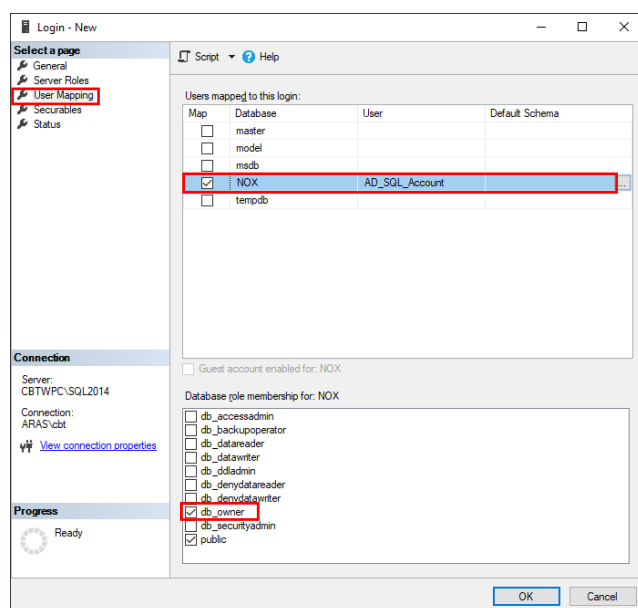 Login - New
Select a page
General
Server Roles
User Mapping
Securables
Status
Script Help
Users mapped to this login:
Map Database User Default Schema
master
model
msdb
NOX AD_SQL_Account ...
tempdb
Guest account enabled for: NOX
Database role membership for: NOX
db_accessadmin
db_backupoperator
db_datareader
db_datawriter
db_ddladmin
db_denydatareader
db_denydatawriter
db_owner
db_securityadmin
public
Connection
Server:
CBTWPC\SQL2014
Connection:
ARAS\cbt
View connection properties
Progress
Ready
OK Cancel